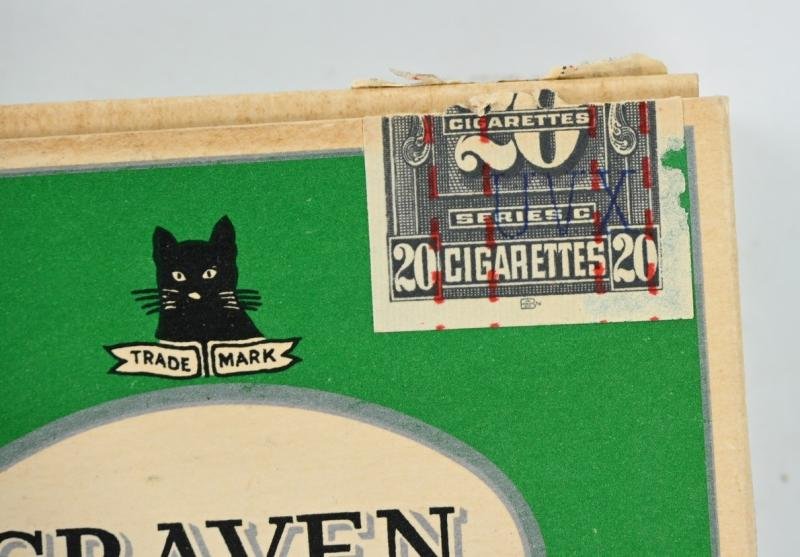 20
CIGARETTES
UVX
SERIES, C.
20 CIGARETTES 20
TRADE MARK
CRAVEN